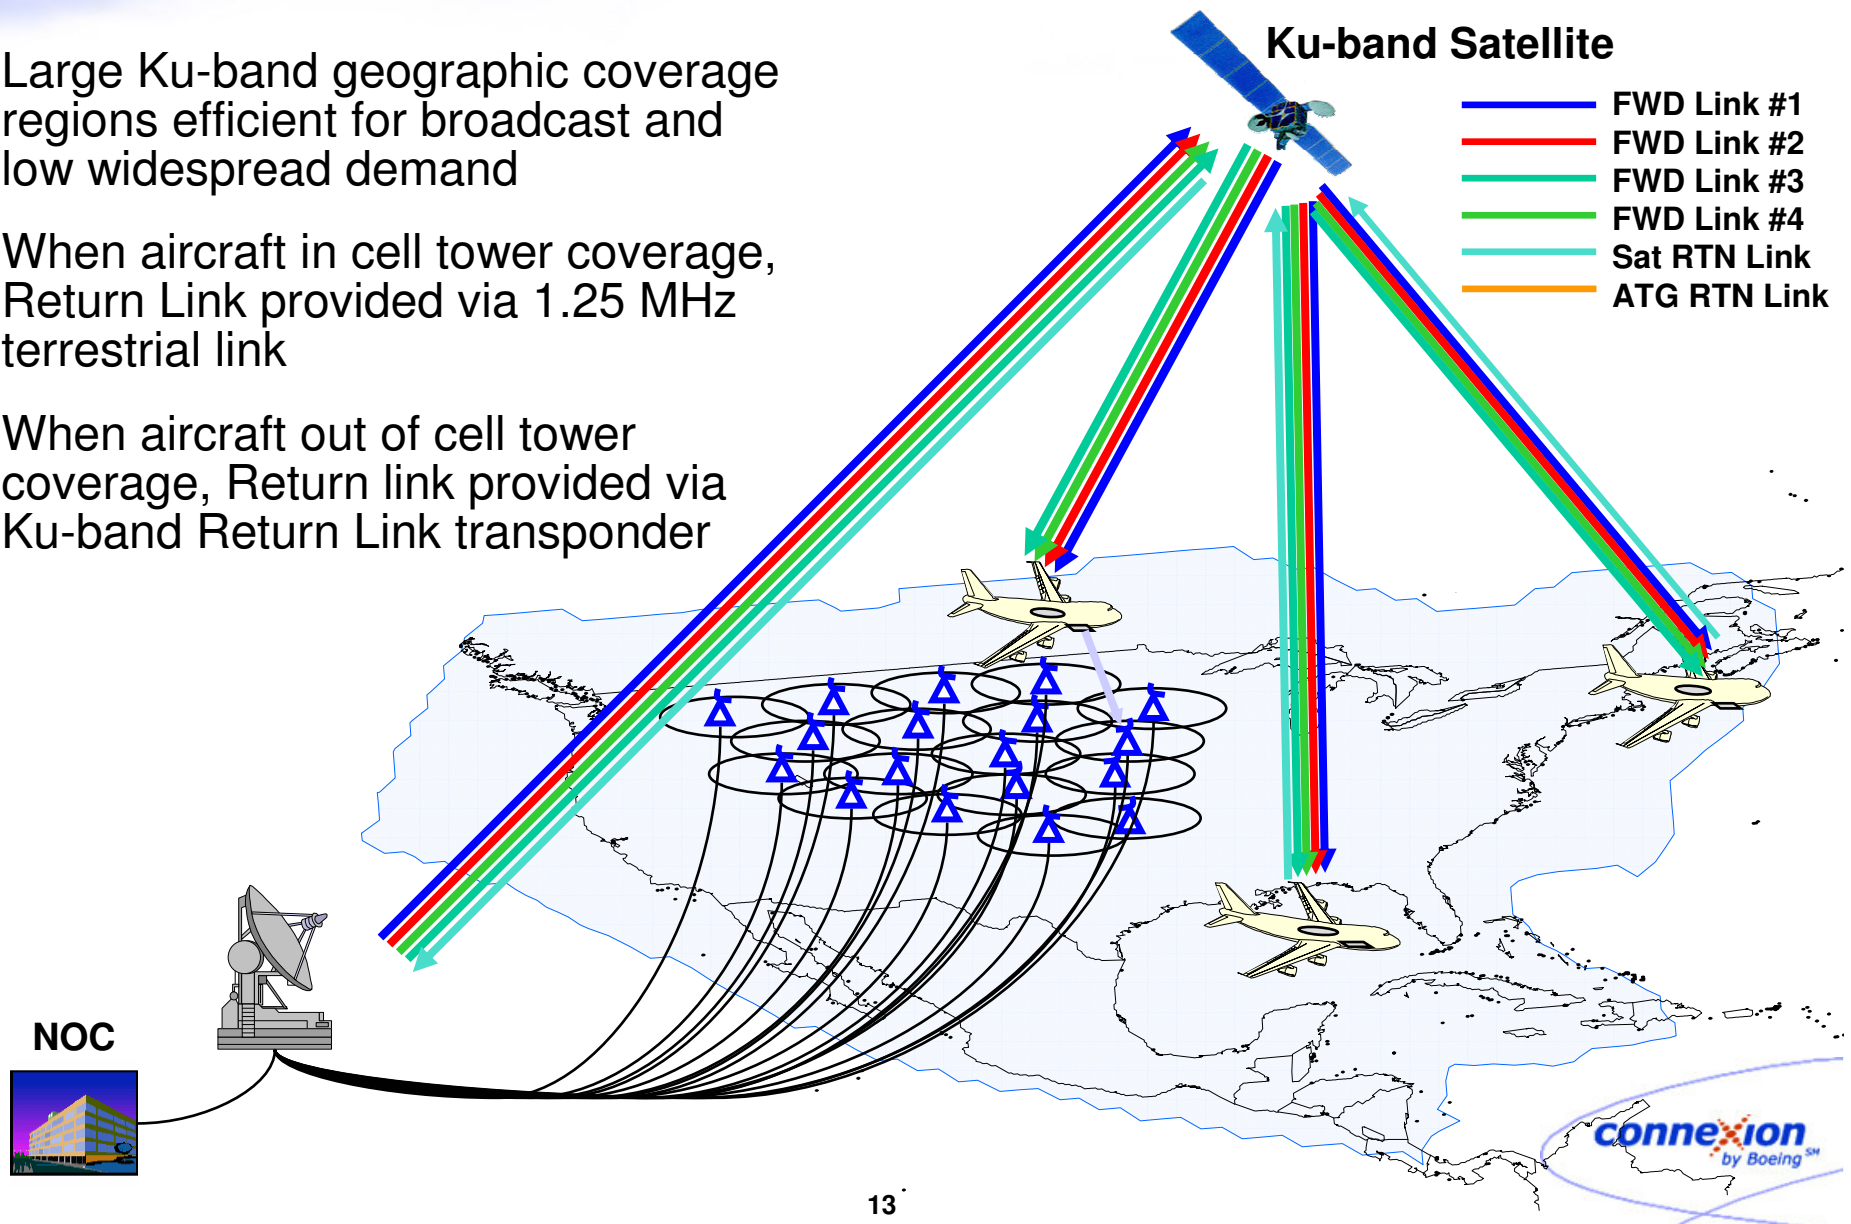 Large Ku-band geographic coverage
regions efficient for broadcast and
low widespread demand
When aircraft in cell tower coverage,
Return Link provided via 1.25 MHz
terrestrial link
When aircraft out of cell tower
coverage, Return link provided via
Ku-band Return Link transponder
Ku-band Satellite
FWD Link #1
FWD Link #2
FWD Link #3
FWD Link #4
Sat RTN Link
ATG RTN Link
NOC
connexion
by Boeing SM
13